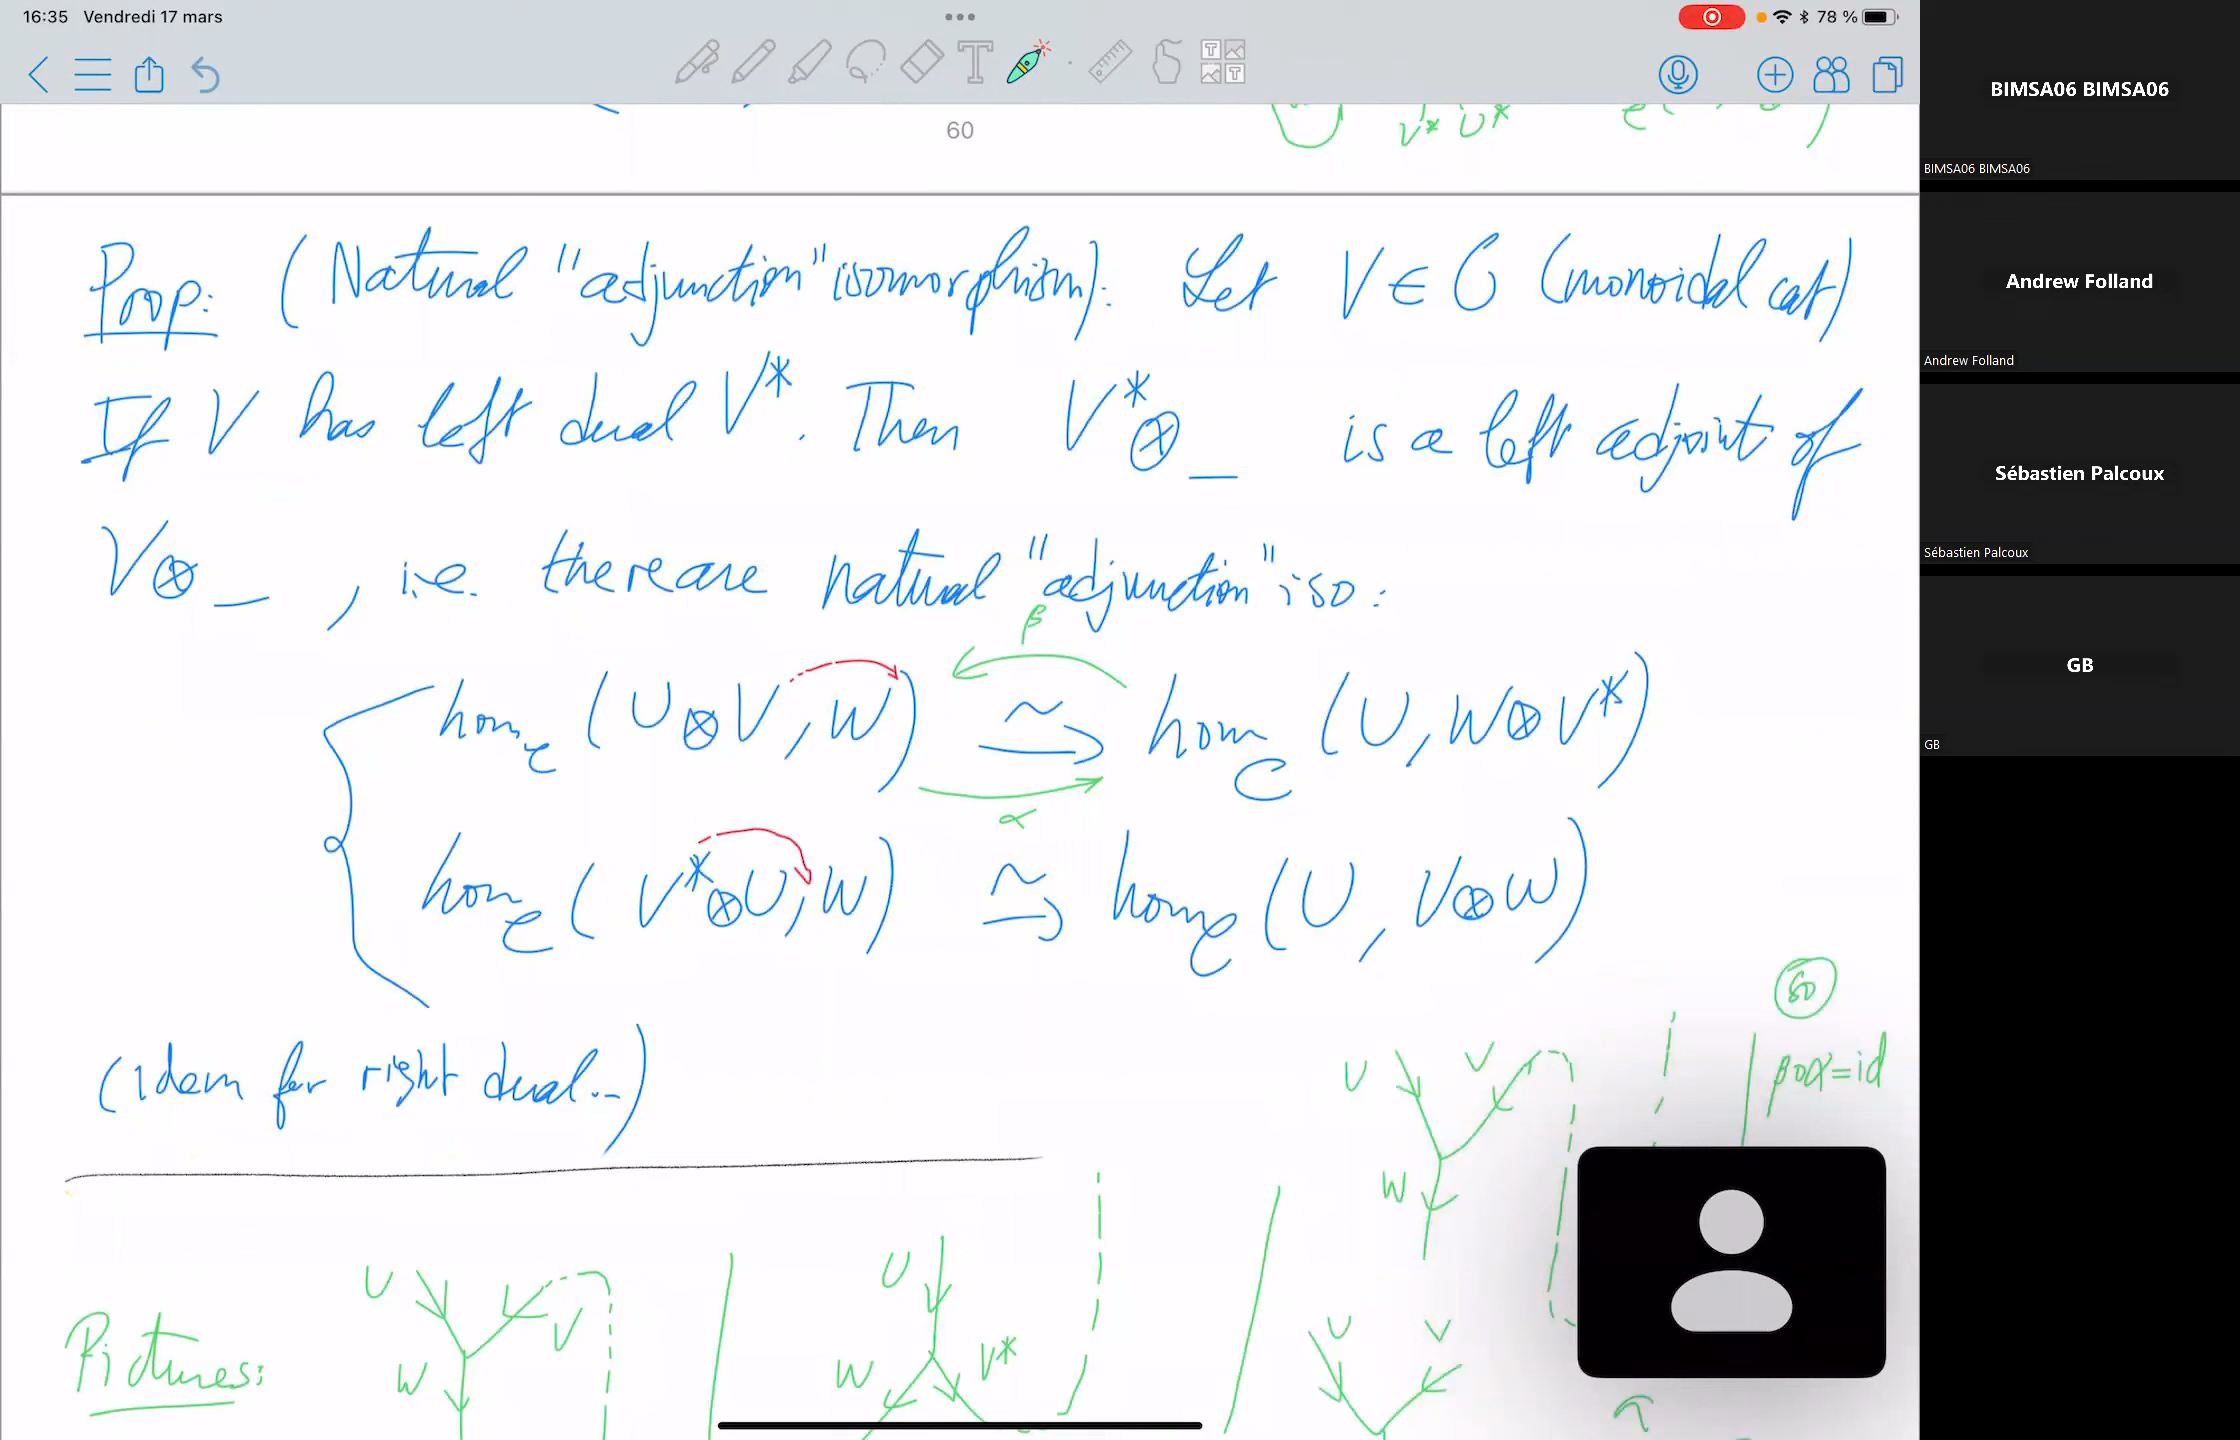 16:35 Vendredi 17 mars
78 %
60
V* U*
Prop: (Natural "adjunction" isomorphism): Let V ∈ C (monoidal cat)
If V has left dual V*. Then V* ⊗ _ is a left adjoint of
V ⊗ _ , i.e. there are natural "adjunction" iso:
β
hom_C (U ⊗ V, W) ≃→ hom_C (U, W ⊗ V*)
α
hom_C (V* ⊗ U, W) ≃→ hom_C (U, V ⊗ W)
(idem for right dual...)
so
U V
β∘α = id
W
Pictures:
U V
W
U
W V*
U V
BIMSA06 BIMSA06
BIMSA06 BIMSA06
Andrew Folland
Andrew Folland
Sébastien Palcoux
Sébastien Palcoux
GB
GB